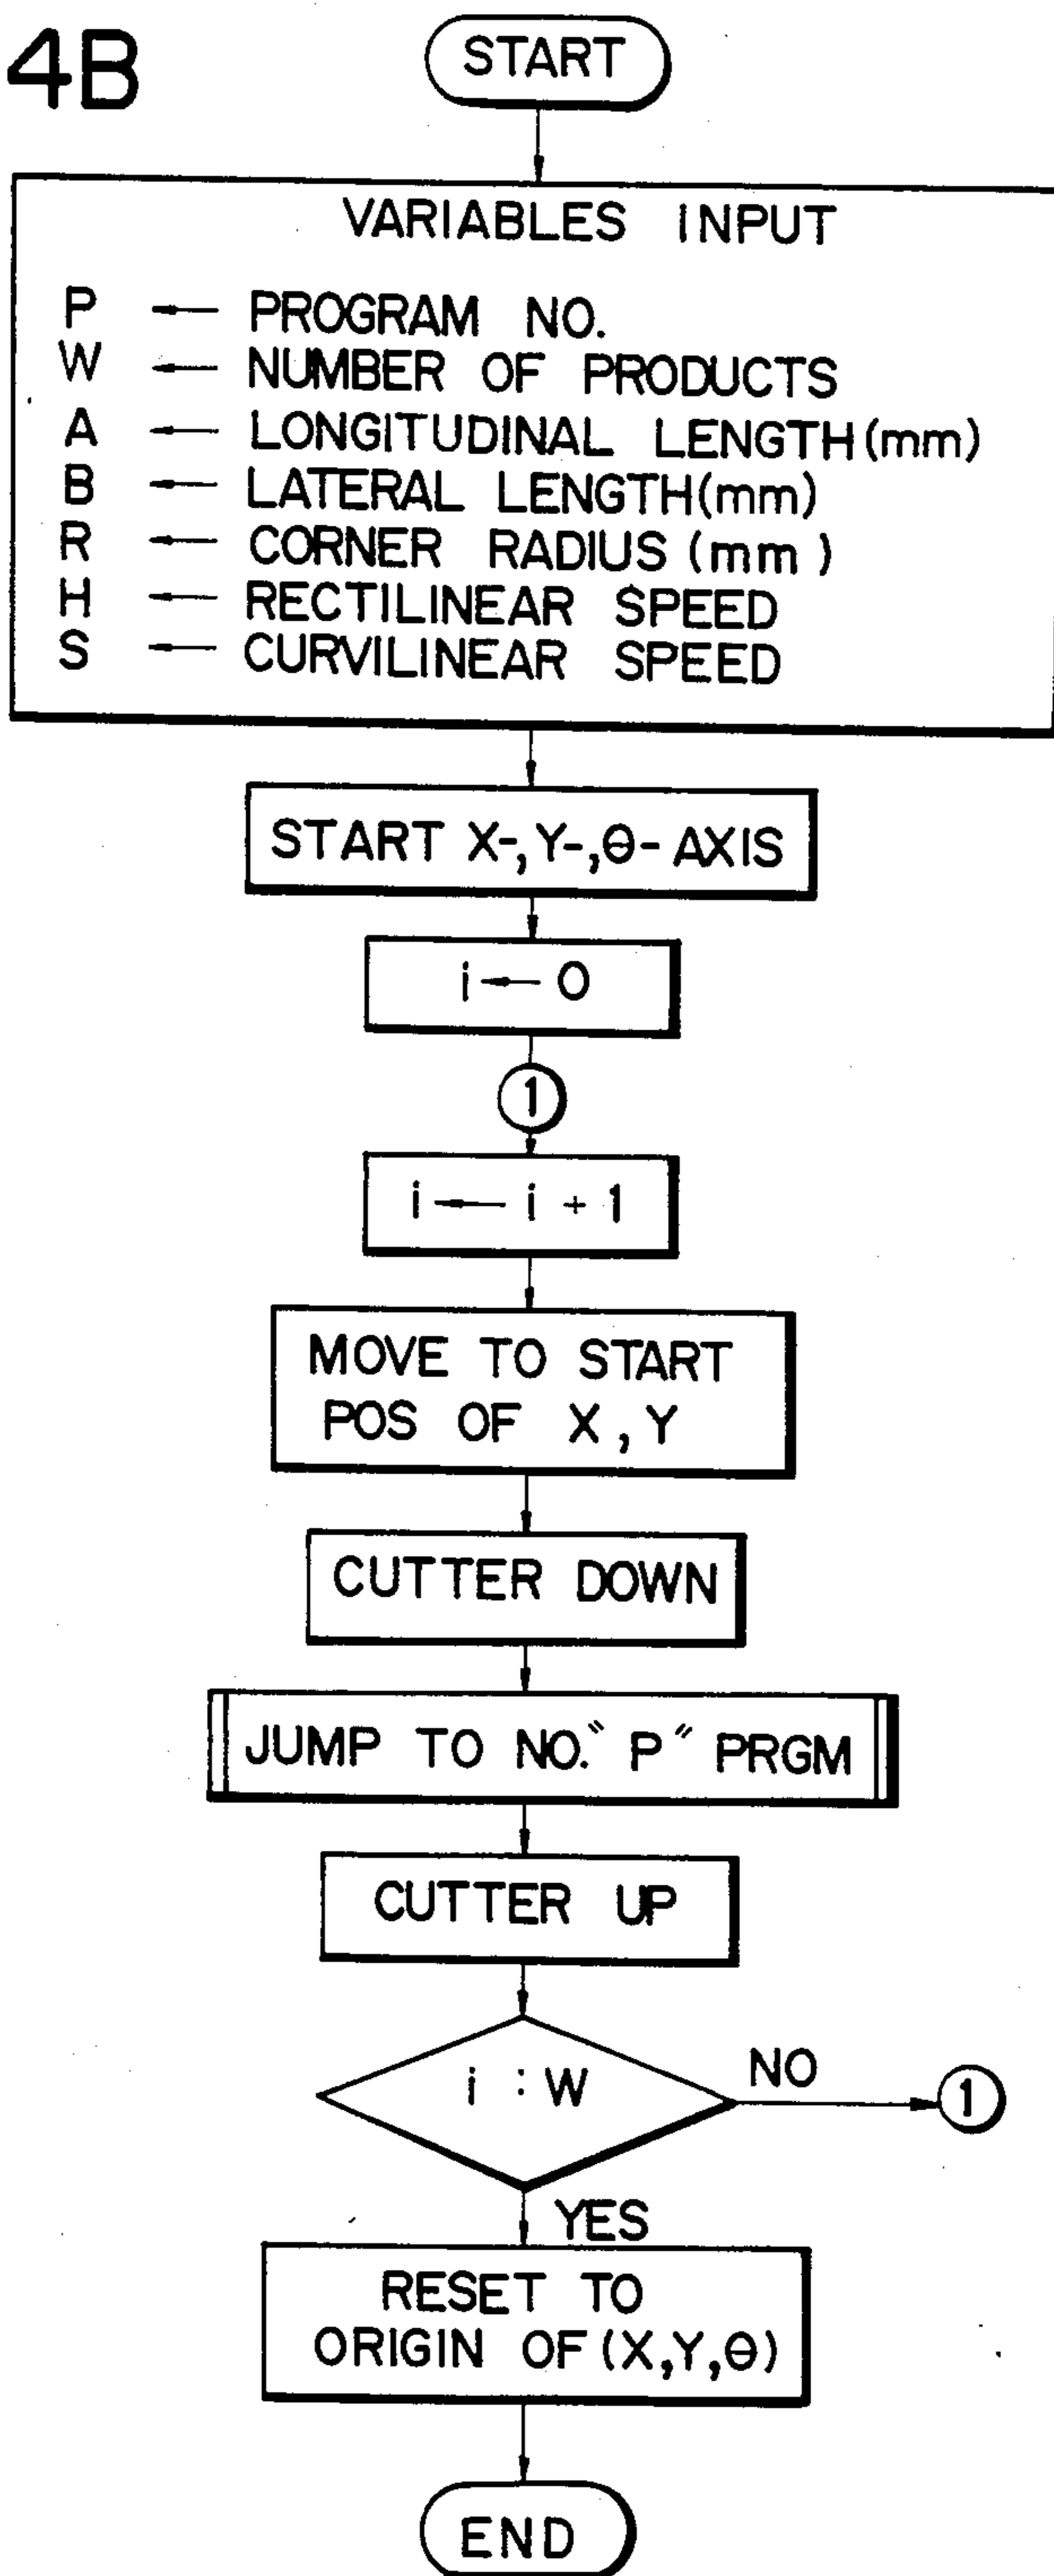 4B
START
VARIABLES INPUT
P ← PROGRAM NO.
W ← NUMBER OF PRODUCTS
A ← LONGITUDINAL LENGTH(mm)
B ← LATERAL LENGTH(mm)
R ← CORNER RADIUS (mm)
H ← RECTILINEAR SPEED
S ← CURVILINEAR SPEED
START X-,Y-,θ-AXIS
i ← 0
1
i ← i + 1
MOVE TO START
POS OF X, Y
CUTTER DOWN
JUMP TO NO." P " PRGM
CUTTER UP
i : W
NO
1
YES
RESET TO
ORIGIN OF (X,Y,θ)
END